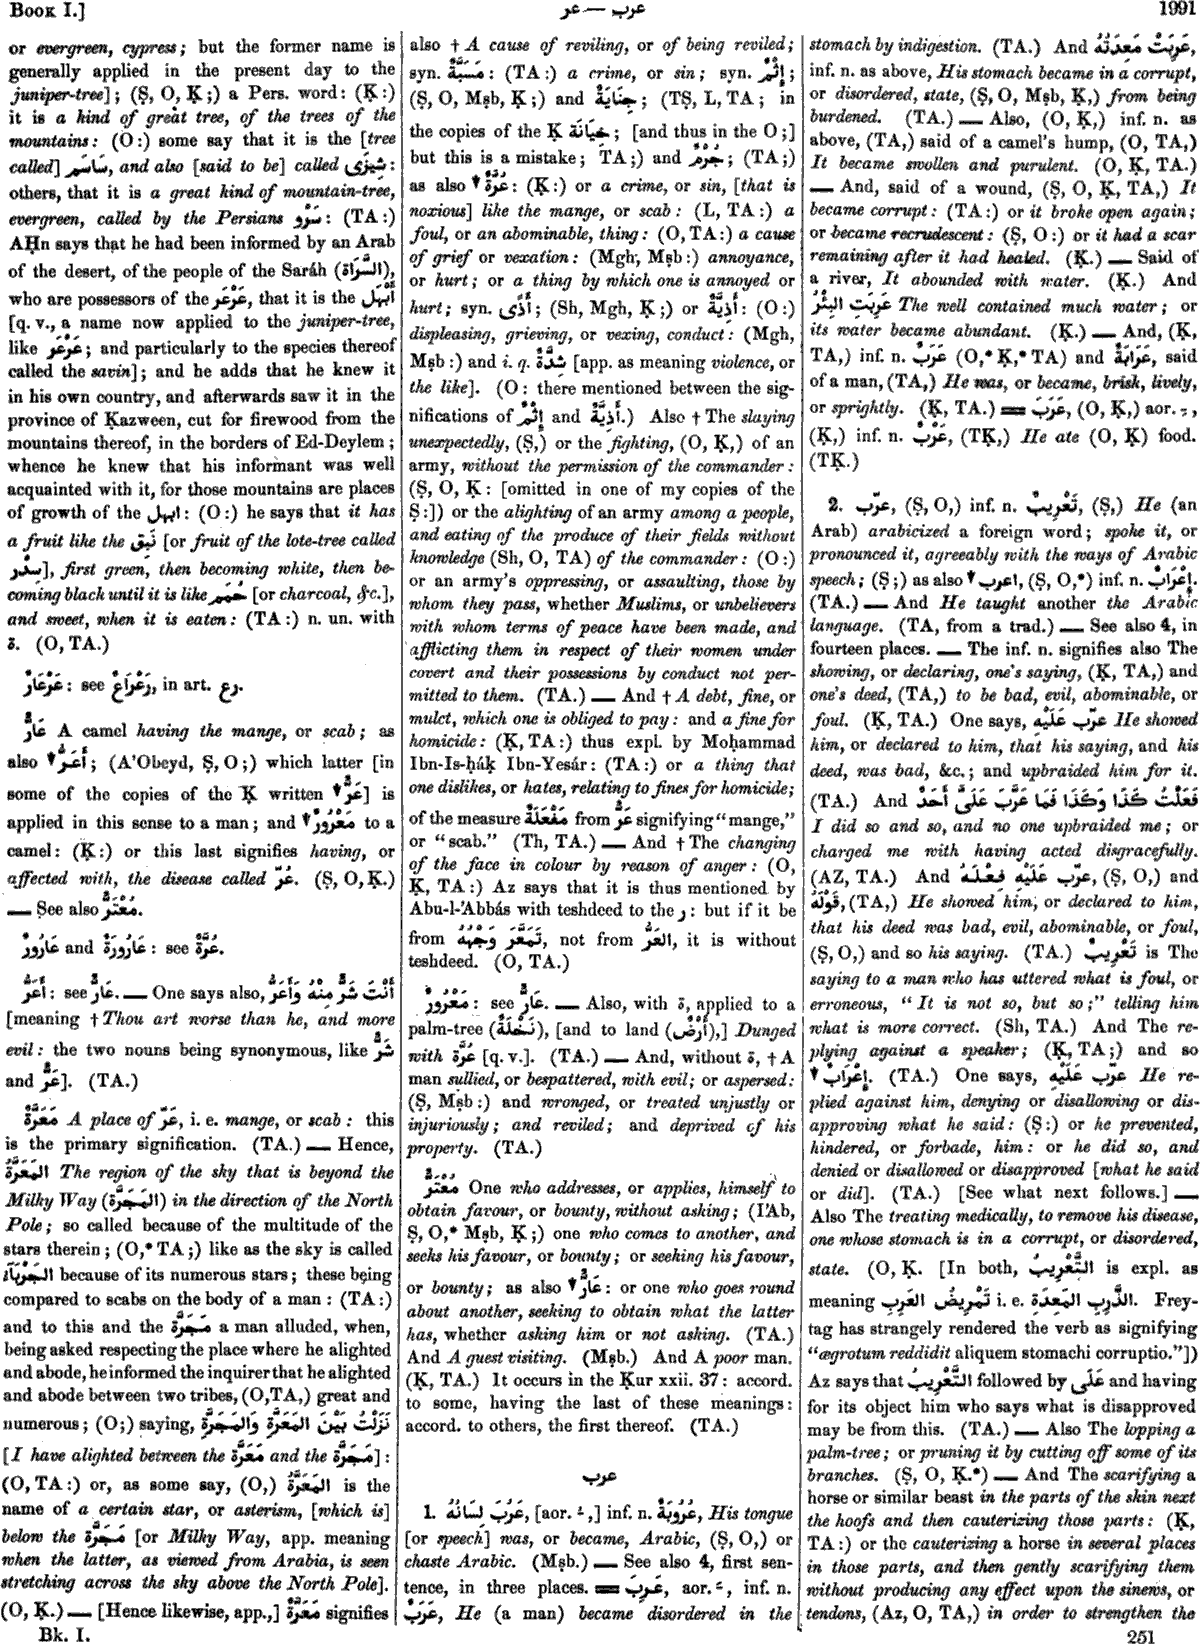 Book I.]
عر — عرب
1991
or evergreen, cypress; but the former name is
generally applied in the present day to the
juniper-tree]; (Ṣ, O, Ḳ;) a Pers. word: (Ḳ:)
it is a kind of great tree, of the trees of the
mountains: (O:) some say that it is the [tree
called] سَاسَم, and also [said to be] called شِيزَى:
others, that it is a great kind of mountain-tree,
evergreen, called by the Persians سَرْو: (TA:)
AḤn says that he had been informed by an Arab
of the desert, of the people of the Saráh (السَّرَاة),
who are possessors of the عَرْعَر, that it is the أَبْهَل
[q. v., a name now applied to the juniper-tree,
like عَرْعَر; and particularly to the species thereof
called the savin]; and he adds that he knew it
in his own country, and afterwards saw it in the
province of Ḳazween, cut for firewood from the
mountains thereof, in the borders of Ed-Deylem;
whence he knew that his informant was well
acquainted with it, for those mountains are places
of growth of the ابهل: (O:) he says that it has
a fruit like the نَبِق [or fruit of the lote-tree called
سِدْر], first green, then becoming white, then be-
coming black until it is like حُمَم [or charcoal, &c.],
and sweet, when it is eaten: (TA:) n. un. with
ة. (O, TA.)
عَرْعَارٌ: see رَعْرَاعٌ, in art. رع.
عَارٌّ A camel having the mange, or scab; as
also ▼ أَعَرُّ; (A'Obeyd, Ṣ, O;) which latter [in
some of the copies of the Ḳ written ▼ عَرٌّ] is
applied in this sense to a man; and ▼ مَعْرُورٌ to a
camel: (Ḳ:) or this last signifies having, or
affected with, the disease called عُرّ. (Ṣ, O, Ḳ.)
— See also مُعْتَرٌّ.
عَارُورَةٌ and عَارُورٌ: see عُرَّةٌ.
أَعَرُّ: see عَارٌّ. — One says also, أَنْتَ شَرٌّ مِنْهُ وَأَعَرُّ
[meaning † Thou art worse than he, and more
evil: the two nouns being synonymous, like شَرٌّ
and عَرٌّ]. (TA.)
مَعَرَّةٌ A place of عَرّ, i. e. mange, or scab: this
is the primary signification. (TA.) — Hence,
المَعَرَّةُ The region of the sky that is beyond the
Milky Way (المَجَرَّة) in the direction of the North
Pole; so called because of the multitude of the
stars therein; (O,* TA;) like as the sky is called
الجَرْبَآءُ because of its numerous stars; these being
compared to scabs on the body of a man: (TA:)
and to this and the مَجَرَّة a man alluded, when,
being asked respecting the place where he alighted
and abode, he informed the inquirer that he alighted
and abode between two tribes, (O, TA,) great and
numerous; (O;) saying, نَزَلْتُ بَيْنَ المَعَرَّةِ وَالمَجَرَّةِ
[I have alighted between the مَعَرَّة and the مَجَرَّة]:
(O, TA:) or, as some say, (O,) المَعَرَّةُ is the
name of a certain star, or asterism, [which is]
below the مَجَرَّة [or Milky Way, app. meaning
when the latter, as viewed from Arabia, is seen
stretching across the sky above the North Pole].
(O, Ḳ.) — [Hence likewise, app.,] مَعَرَّةٌ signifies
also † A cause of reviling, or of being reviled;
syn. مَسَبَّةٌ: (TA:) a crime, or sin; syn. إِثْمٌ;
(Ṣ, O, Mṣb, Ḳ;) and جِنَايَةٌ; (TṢ, L, TA; in
the copies of the Ḳ خِيَانَة; [and thus in the O;]
but this is a mistake; TA;) and جُرْمٌ; (TA;)
as also ▼ عُرَّةٌ: (Ḳ:) or a crime, or sin, [that is
noxious] like the mange, or scab: (L, TA:) a
foul, or an abominable, thing: (O, TA:) a cause
of grief or vexation: (Mgh, Mṣb:) annoyance,
or hurt; or a thing by which one is annoyed or
hurt; syn. أَذًى; (Sh, Mgh, Ḳ;) or أَذِيَّةٌ: (O:)
displeasing, grieving, or vexing, conduct: (Mgh,
Mṣb:) and i. q. شِدَّةٌ [app. as meaning violence, or
the like]. (O: there mentioned between the sig-
nifications of إِثْمٌ and أَذِيَّةٌ.) Also † The slaying
unexpectedly, (Ṣ,) or the fighting, (O, Ḳ,) of an
army, without the permission of the commander:
(Ṣ, O, Ḳ: [omitted in one of my copies of the
Ṣ:]) or the alighting of an army among a people,
and eating of the produce of their fields without
knowledge (Sh, O, TA) of the commander: (O:)
or an army's oppressing, or assaulting, those by
whom they pass, whether Muslims, or unbelievers
with whom terms of peace have been made, and
afflicting them in respect of their women under
covert and their possessions by conduct not per-
mitted to them. (TA.) — And † A debt, fine, or
mulct, which one is obliged to pay: and a fine for
homicide: (Ḳ, TA:) thus expl. by Moḥammad
Ibn-Is-ḥáḳ Ibn-Yesár: (TA:) or a thing that
one dislikes, or hates, relating to fines for homicide;
of the measure مَفْعَلَةٌ from عَرٌّ signifying "mange,"
or "scab." (Th, TA.) — And † The changing
of the face in colour by reason of anger: (O,
Ḳ, TA:) Az says that it is thus mentioned by
Abu-l-'Abbás with teshdeed to the ر: but if it be
from تَمَعَّرَ وَجْهُهُ, not from العَرُّ, it is without
teshdeed. (O, TA.)
مَعْرُورٌ: see عَارٌّ. — Also, with ة, applied to a
palm-tree (نَخْلَةٌ), [and to land (أَرْضٌ),] Dunged
with عُرَّة [q. v.]. (TA.) — And, without ة, † A
man sullied, or bespattered, with evil; or aspersed:
(Ṣ, Mṣb:) and wronged, or treated unjustly or
injuriously; and reviled; and deprived of his
property. (TA.)
مُعْتَرٌّ One who addresses, or applies, himself to
obtain favour, or bounty, without asking; (I'Ab,
Ṣ, O,* Mṣb, Ḳ;) one who comes to another, and
seeks his favour, or bounty; or seeking his favour,
or bounty; as also ▼ عَارٌّ: or one who goes round
about another, seeking to obtain what the latter
has, whether asking him or not asking. (TA.)
And A guest visiting. (Mṣb.) And A poor man.
(Ḳ, TA.) It occurs in the Ḳur xxii. 37: accord.
to some, having the last of these meanings:
accord. to others, the first thereof. (TA.)
عرب
1. عَرُبَ لِسَانُهُ, [aor. ـُ,] inf. n. عُرُوبَةٌ, His tongue
[or speech] was, or became, Arabic, (Ṣ, O,) or
chaste Arabic. (Mṣb.) — See also 4, first sen-
tence, in three places. = عَرِبَ, aor. ـَ, inf. n.
عَرَبٌ, He (a man) became disordered in the
stomach by indigestion. (TA.) And عَرِبَتْ مَعِدَتُهُ,
inf. n. as above, His stomach became in a corrupt,
or disordered, state, (Ṣ, O, Mṣb, Ḳ,) from being
burdened. (TA.) — Also, (O, Ḳ,) inf. n. as
above, (TA,) said of a camel's hump, (O, TA,)
It became swollen and purulent. (O, Ḳ, TA.)
— And, said of a wound, (Ṣ, O, Ḳ, TA,) It
became corrupt: (TA:) or it broke open again;
or became recrudescent: (Ṣ, O:) or it had a scar
remaining after it had healed. (Ḳ.) — Said of
a river, It abounded with water. (Ḳ.) And
عَرِبَتِ البِئْرُ The well contained much water; or
its water became abundant. (Ḳ.) — And, (Ḳ,
TA,) inf. n. عَرَبٌ (O,* Ḳ,* TA) and عَرَابَةٌ, said
of a man, (TA,) He was, or became, brisk, lively,
or sprightly. (Ḳ, TA.) = عَرَبَ, (O, Ḳ,) aor. ـِ,
(Ḳ,) inf. n. عَرْبٌ, (TḲ,) He ate (O, Ḳ) food.
(TḲ.)
2. عرّب, (Ṣ, O,) inf. n. تَعْرِيبٌ, (Ṣ,) He (an
Arab) arabicized a foreign word; spoke it, or
pronounced it, agreeably with the ways of Arabic
speech; (Ṣ;) as also ▼ اعرب, (Ṣ, O,*) inf. n. إِعْرَابٌ.
(TA.) — And He taught another the Arabic
language. (TA, from a trad.) — See also 4, in
fourteen places. — The inf. n. signifies also The
showing, or declaring, one's saying, (Ḳ, TA,) and
one's deed, (TA,) to be bad, evil, abominable, or
foul. (Ḳ, TA.) One says, عرّب عَلَيْهِ He showed
him, or declared to him, that his saying, and his
deed, was bad, &c.; and upbraided him for it.
(TA.) And فَعَلْتُ كَذَا وَكَذَا فَمَا عَرَّبَ عَلَىَّ أَحَدٌ
I did so and so, and no one upbraided me; or
charged me with having acted disgracefully.
(AZ, TA.) And عرّب عَلَيْهِ فِعْلَهُ, (Ṣ, O,) and
قَوْلَهُ, (TA,) He showed him, or declared to him,
that his deed was bad, evil, abominable, or foul,
(Ṣ, O,) and so his saying. (TA.) تَعْرِيبٌ is The
saying to a man who has uttered what is foul, or
erroneous, "It is not so, but so;" telling him
what is more correct. (Sh, TA.) And The re-
plying against a speaker; (Ḳ, TA;) and so
▼ إِعْرَابٌ. (TA.) One says, عرّب عَلَيْهِ He re-
plied against him, denying or disallowing or dis-
approving what he said: (Ṣ:) or he prevented,
hindered, or forbade, him: or he did so, and
denied or disallowed or disapproved [what he said
or did]. (TA.) [See what next follows.] —
Also The treating medically, to remove his disease,
one whose stomach is in a corrupt, or disordered,
state. (O, Ḳ. [In both, التَّعْرِيبُ is expl. as
meaning تَمْرِيضُ العَرِبِ i. e. الذَّرِبِ المَعِدَةِ. Frey-
tag has strangely rendered the verb as signifying
"ægrotum reddidit aliquem stomachi corruptio."])
Az says that التَّعْرِيبُ followed by عَلَى and having
for its object him who says what is disapproved
may be from this. (TA.) — Also The lopping a
palm-tree; or pruning it by cutting off some of its
branches. (Ṣ, O, Ḳ.*) — And The scarifying a
horse or similar beast in the parts of the skin next
the hoofs and then cauterizing those parts: (Ḳ,
TA:) or the cauterizing a horse in several places
in those parts, and then gently scarifying them
without producing any effect upon the sinews, or
tendons, (Az, O, TA,) in order to strengthen the
Bk. I.
251